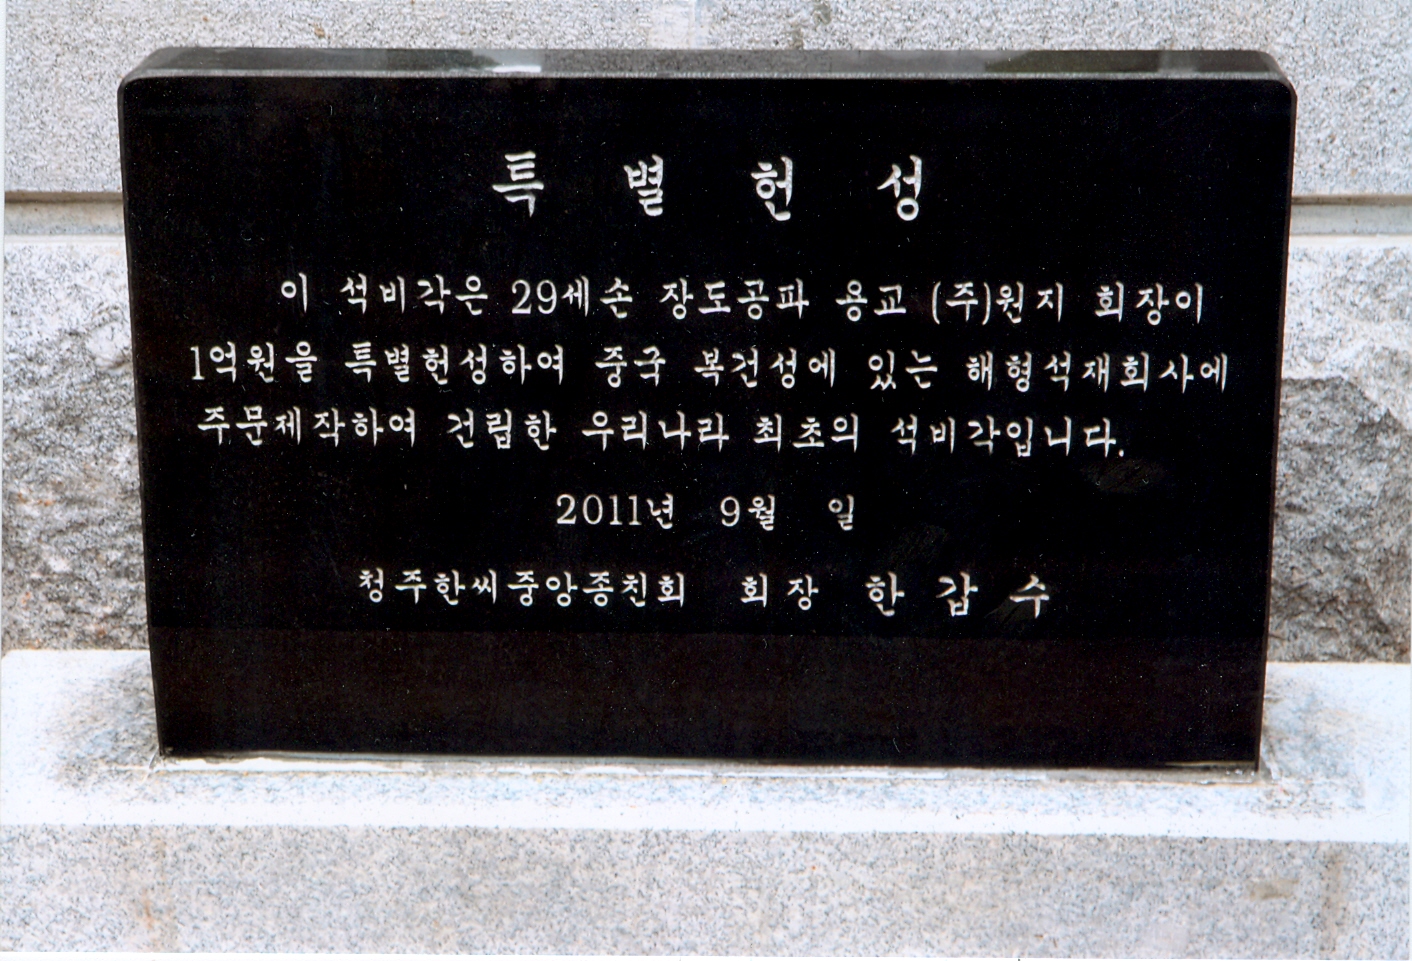 특별헌성
이 석비각은 29세손 장도공파 용교 (주)원지 회장이
1억원을 특별헌성하여 중국 복건성에 있는 해형석재회사에
주문제작하여 건립한 우리나라 최초의 석비각입니다.
2011년 9월 일
청주한씨중앙종친회 회장 한갑수